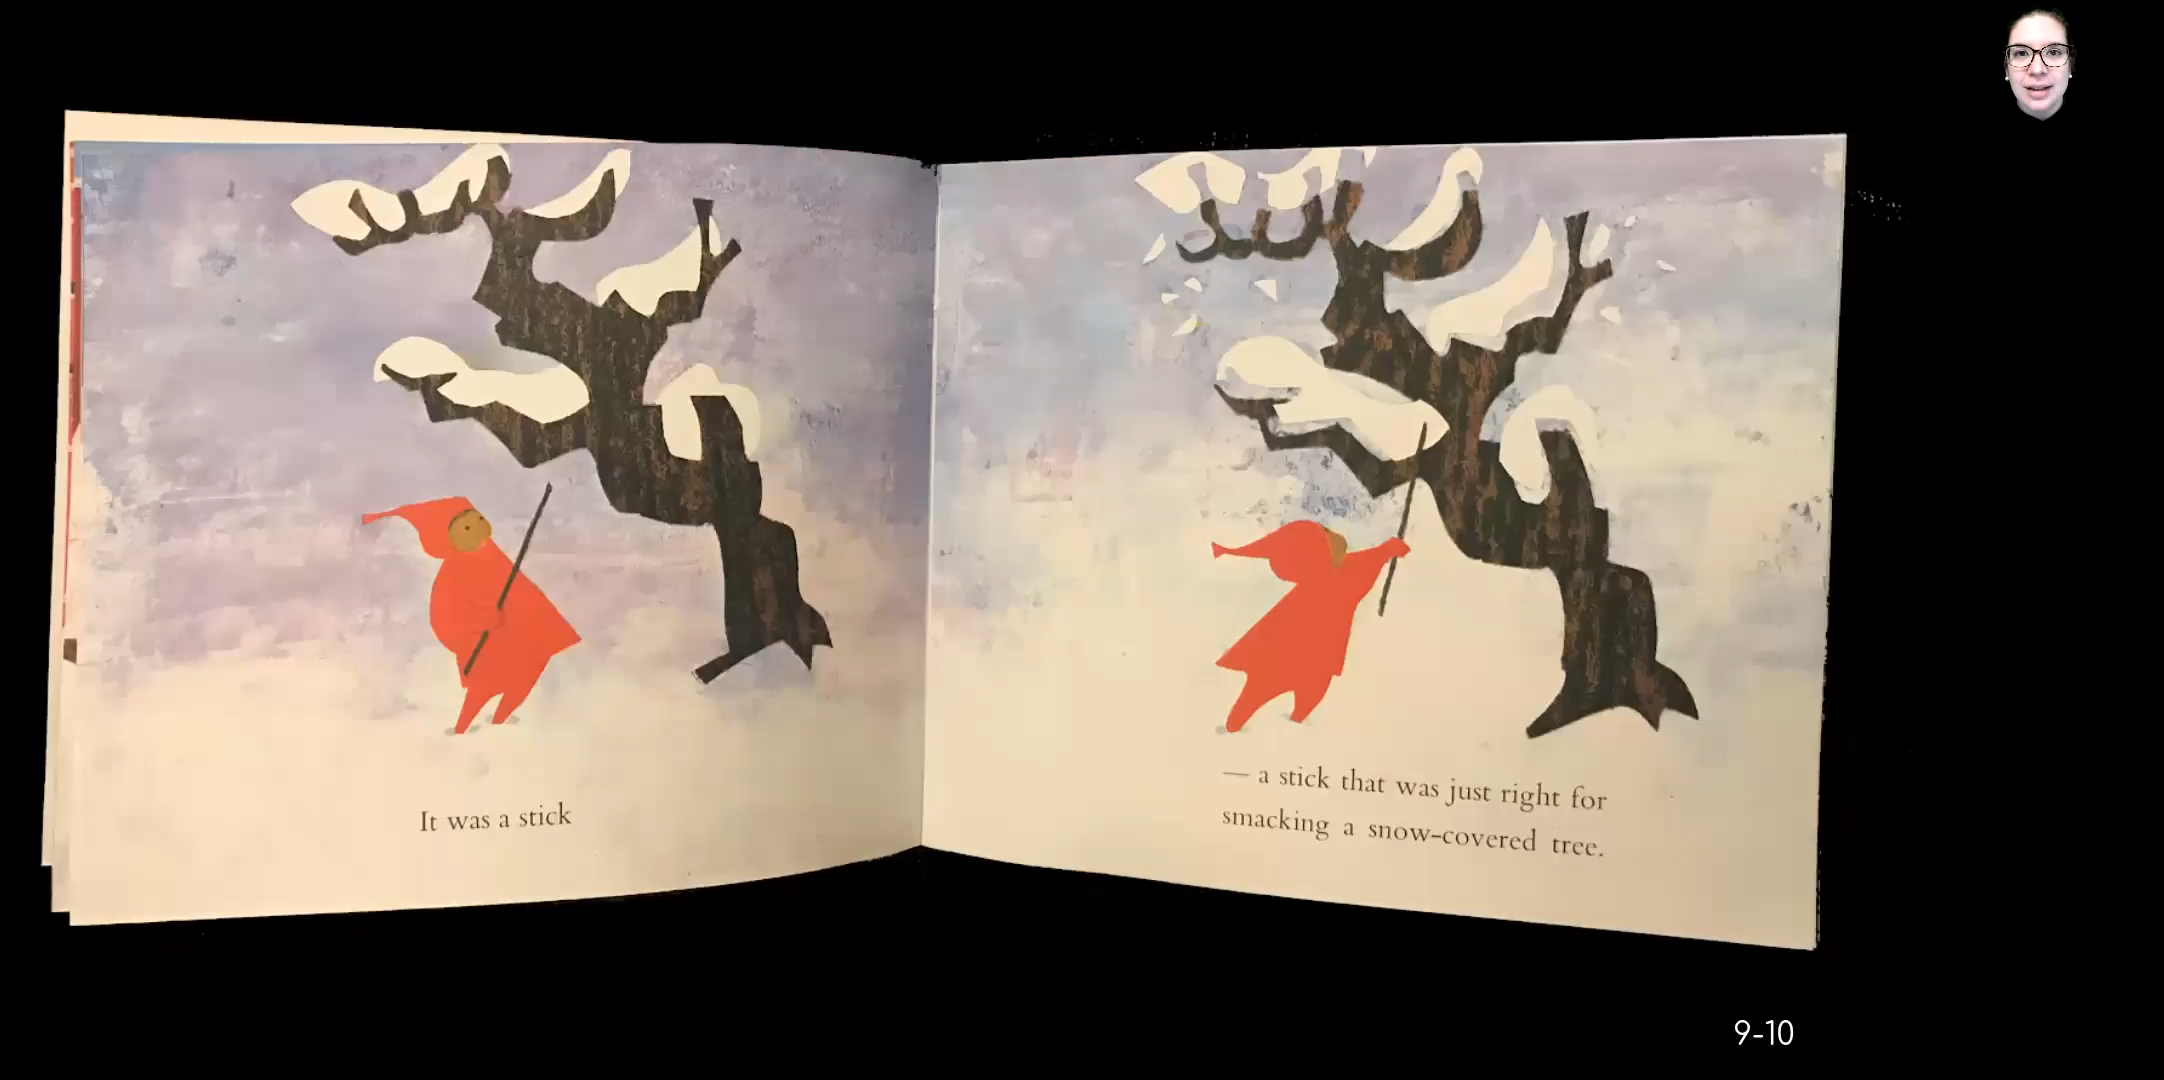 It was a stick
— a stick that was just right for
smacking a snow-covered tree.
9-10